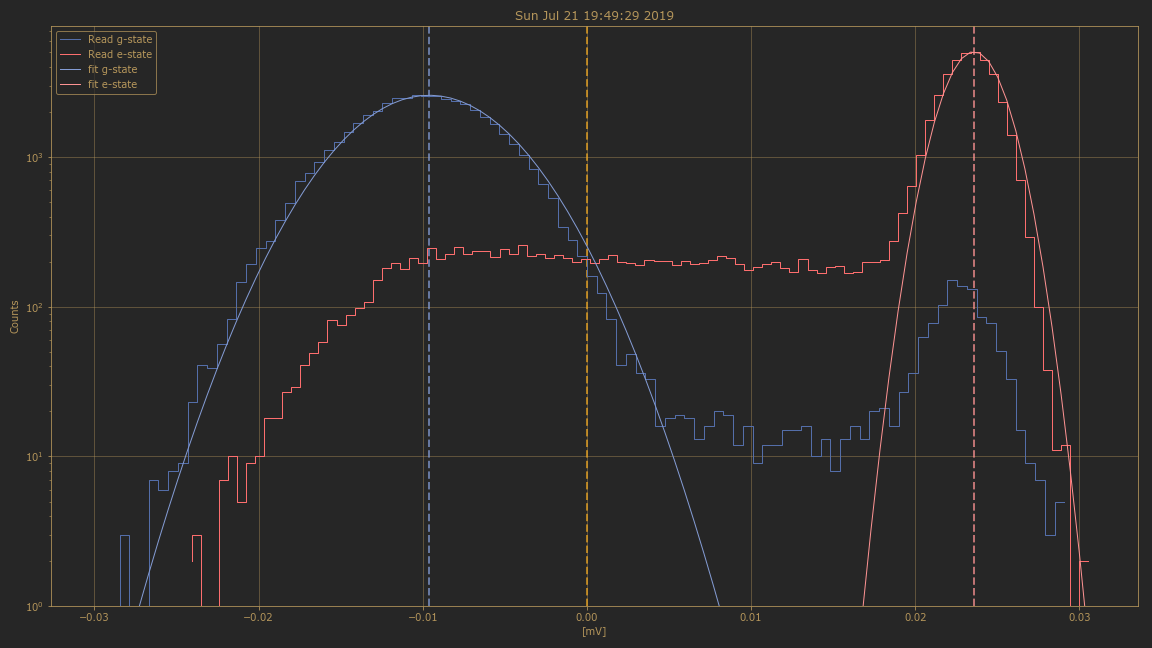 Sun Jul 21 19:49:29 2019
Read g-state
Read e-state
fit g-state
fit e-state
10³
10²
10¹
10⁰
Counts
−0.03
−0.02
−0.01
0.00
0.01
0.02
0.03
[mV]